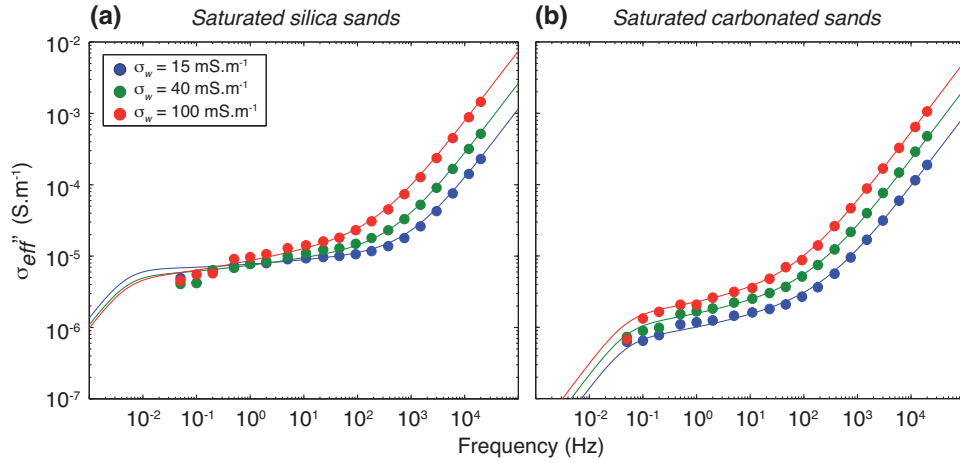 (a) Saturated silica sands
(b) Saturated carbonated sands
σw = 15 mS.m⁻¹
σw = 40 mS.m⁻¹
σw = 100 mS.m⁻¹
σeff” (S.m⁻¹)
10⁻²
10⁻³
10⁻⁴
10⁻⁵
10⁻⁶
10⁻⁷
10⁻² 10⁻¹ 10⁰ 10¹ 10² 10³ 10⁴
10⁻² 10⁻¹ 10⁰ 10¹ 10² 10³ 10⁴
Frequency (Hz)